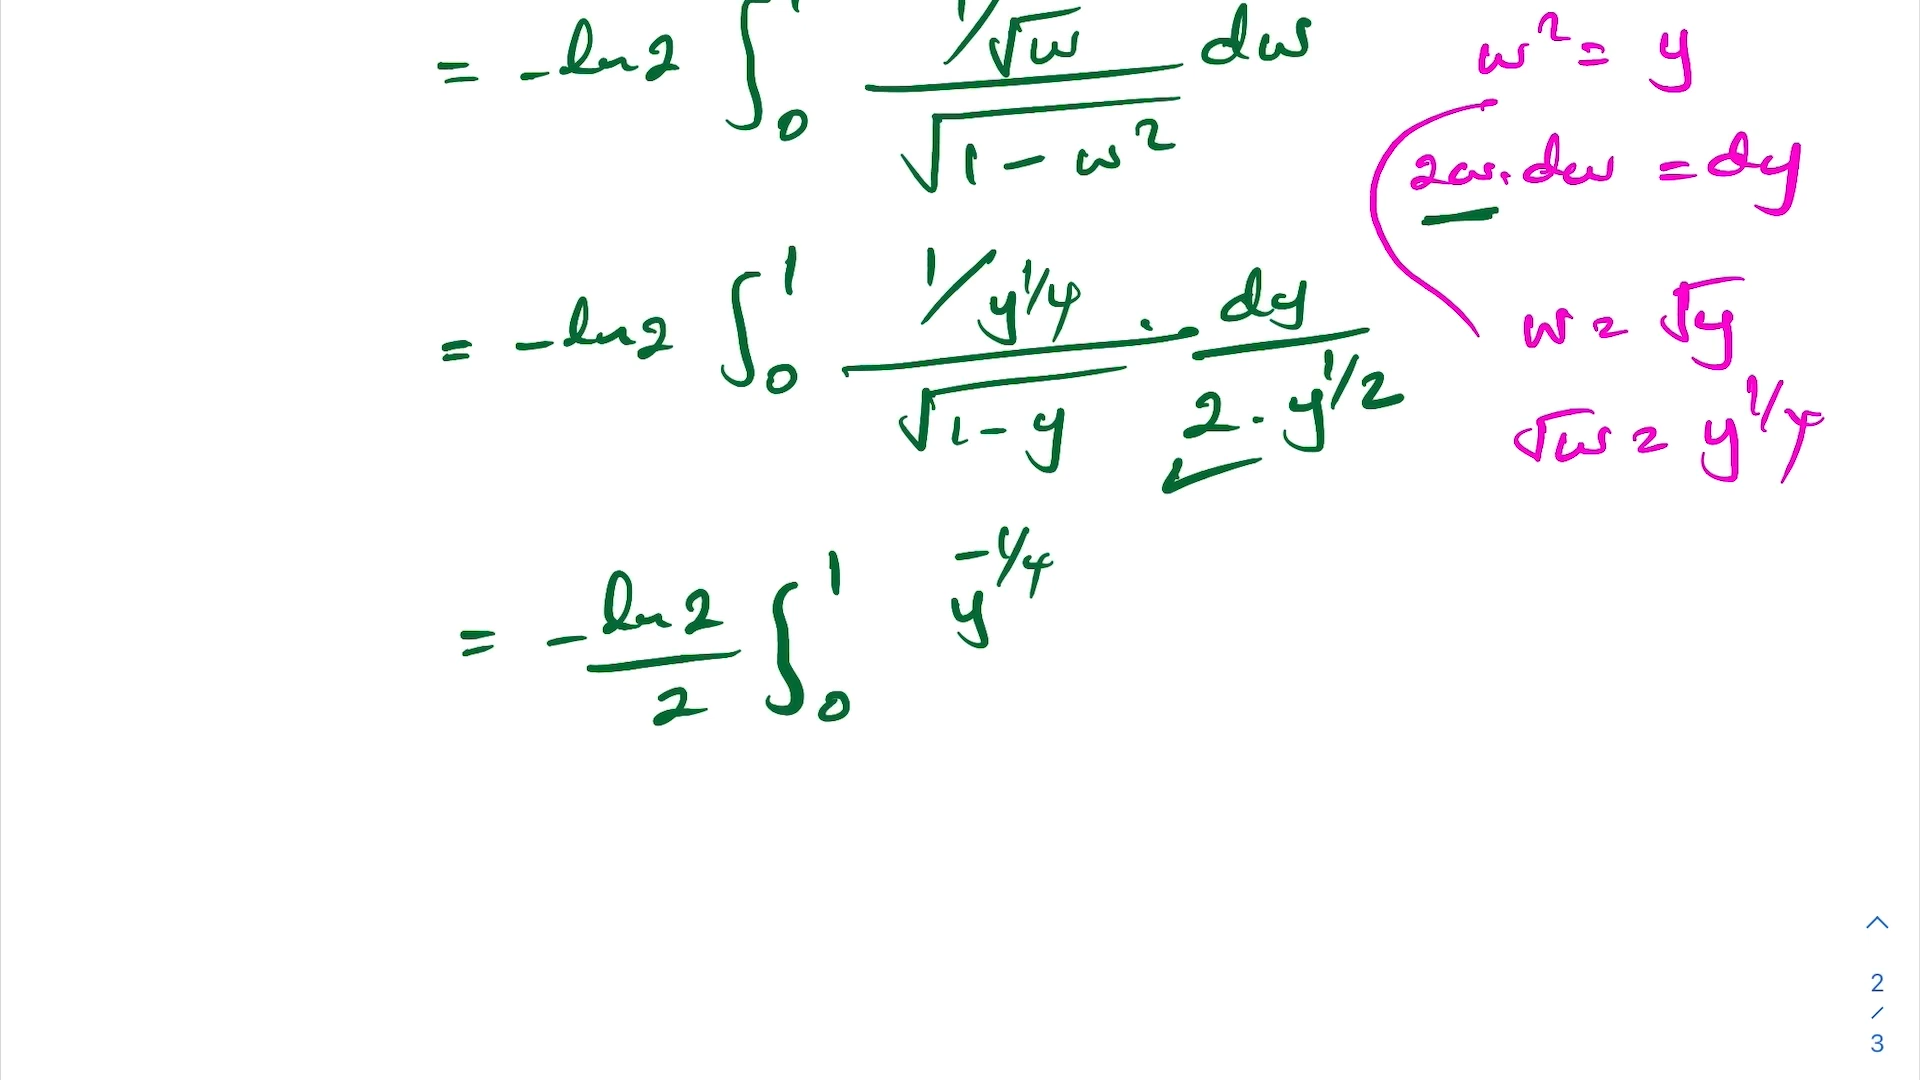 = -ln2 ∫₀¹ (1/√w)/√(1-w²) dw
w² = y
2w.dw = dy
= -ln2 ∫₀¹ (1/y^(1/4))/√(1-y) · dy/(2·y^(1/2))
w = √y
√w = y^(1/4)
= -ln2/2 ∫₀¹ y^(-1/4)
2
/
3